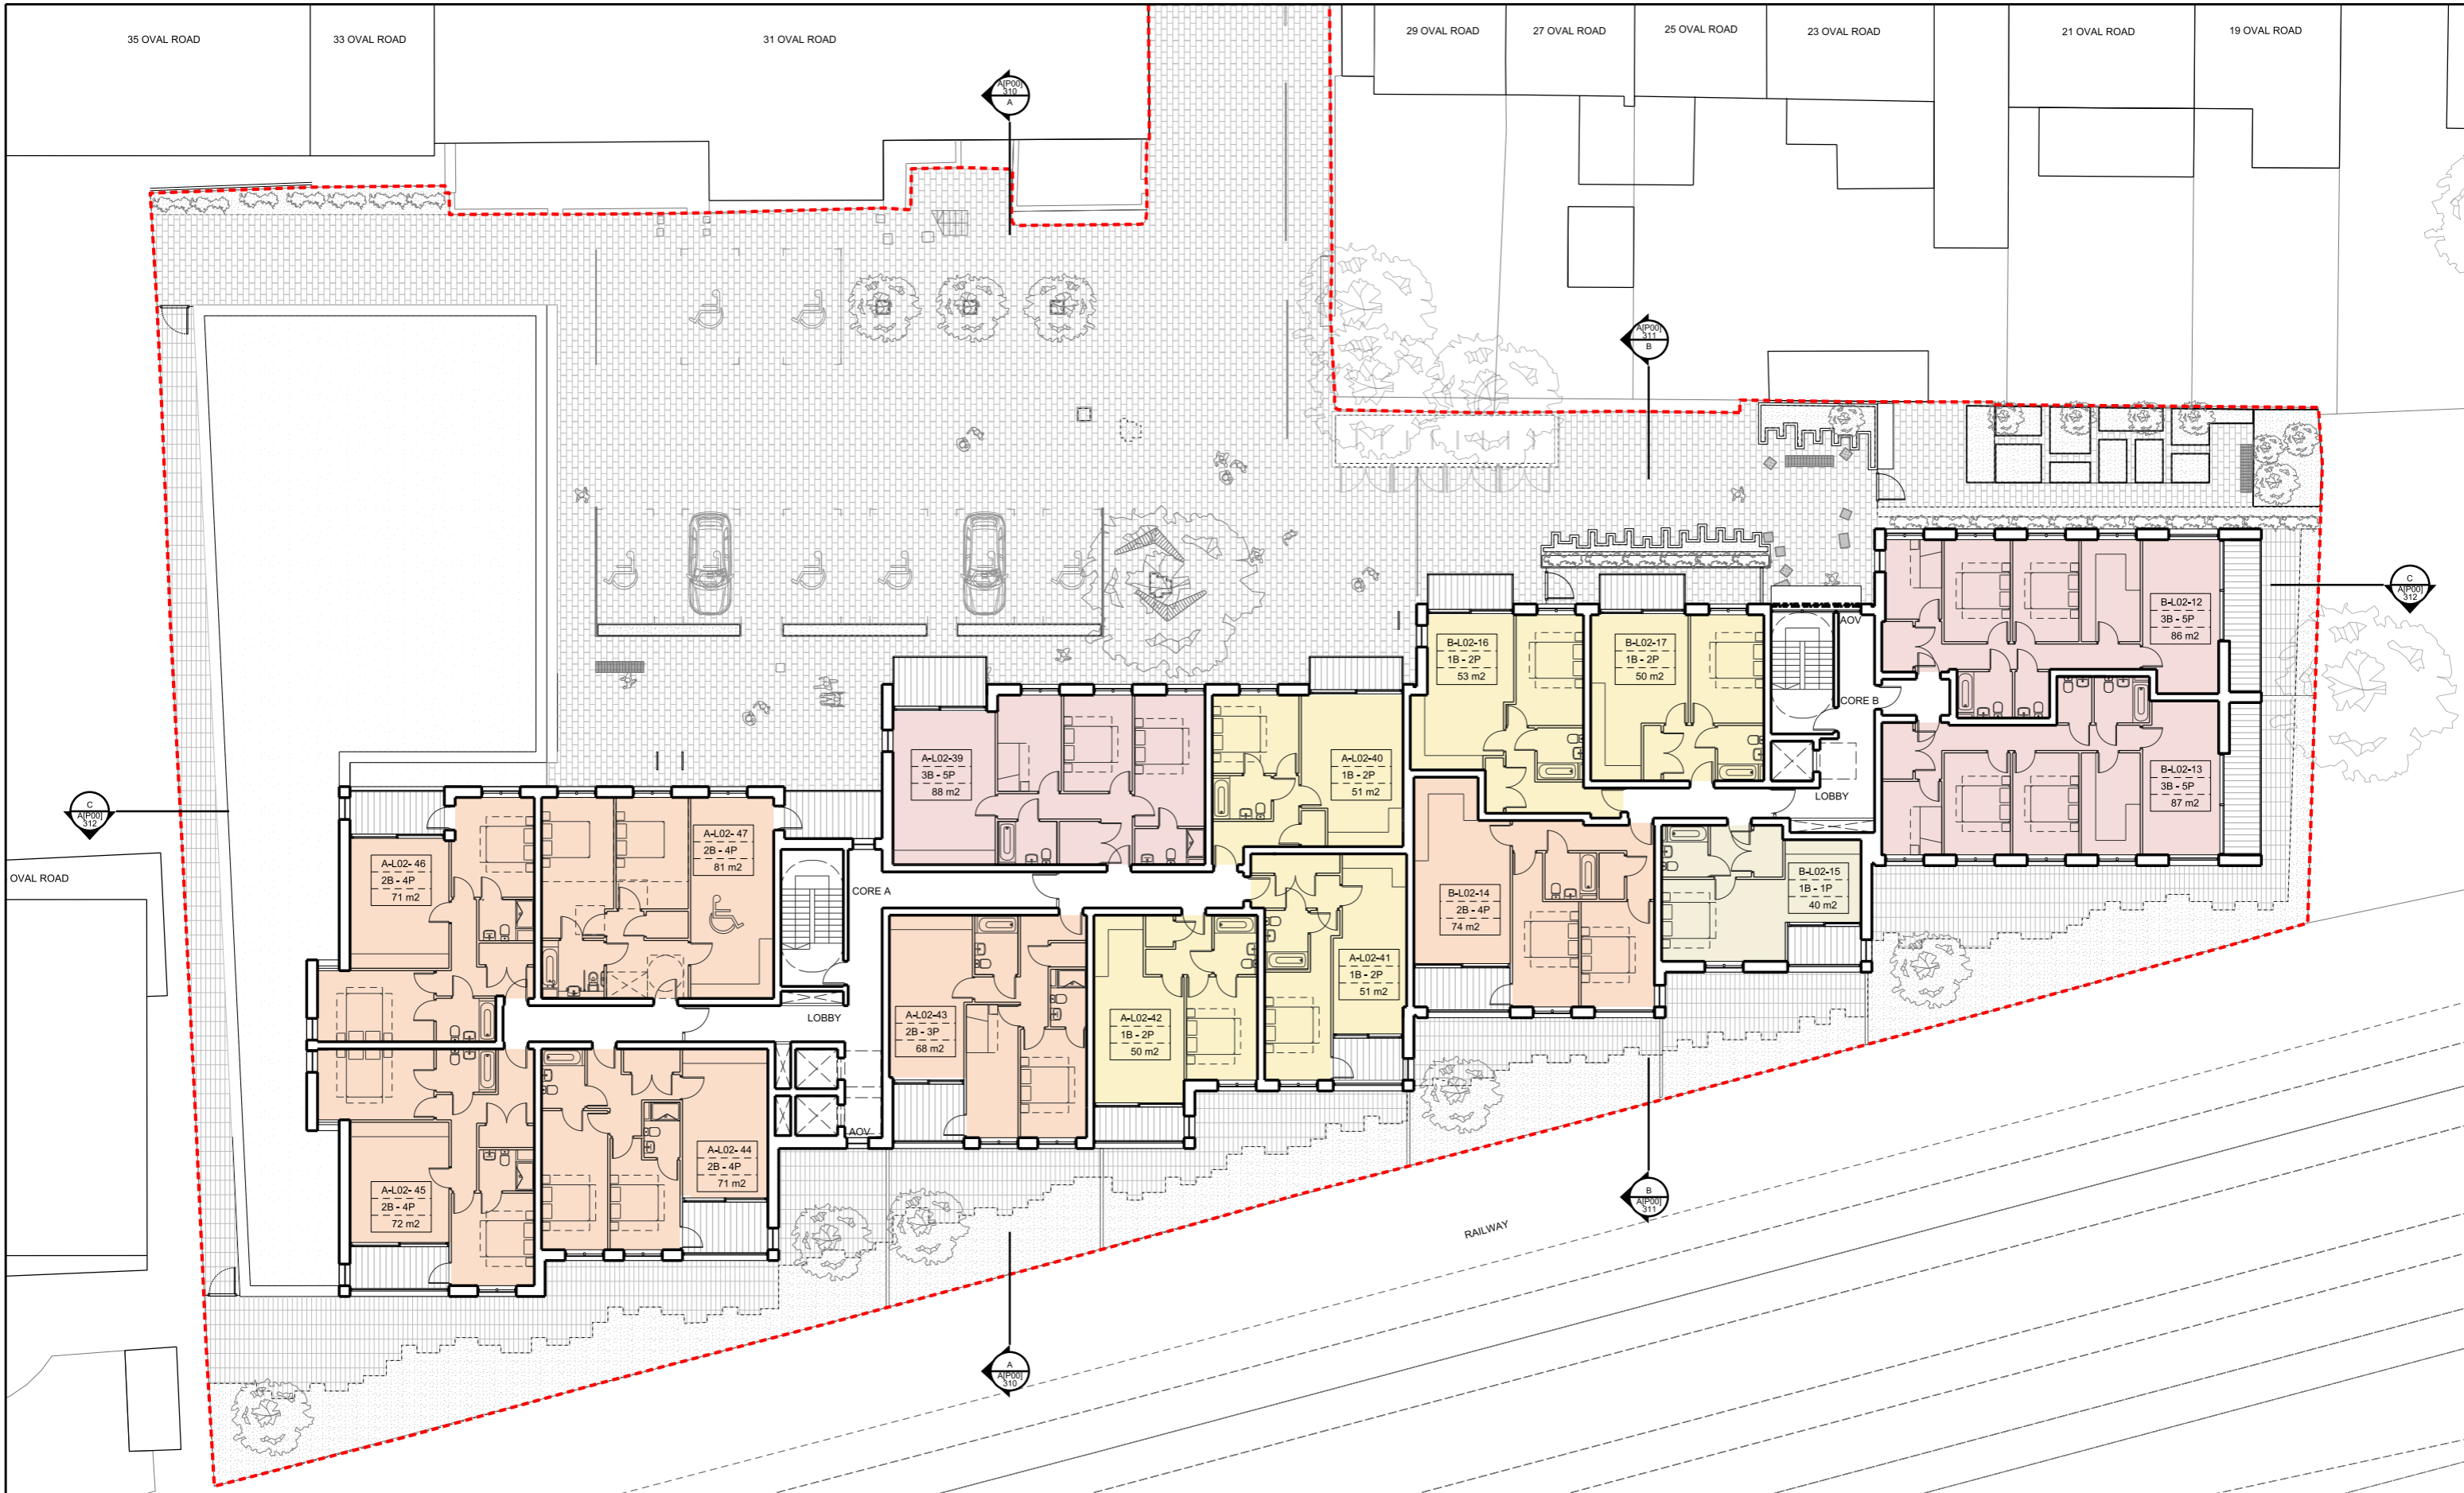 35 OVAL ROAD
33 OVAL ROAD
31 OVAL ROAD
29 OVAL ROAD
27 OVAL ROAD
25 OVAL ROAD
23 OVAL ROAD
21 OVAL ROAD
19 OVAL ROAD
A[P00]
310
A
A[P00]
311
B
C
A[P00]
312
B-L02-12
3B - 5P
86 m2
AOV
B-L02-16
1B - 2P
53 m2
B-L02-17
1B - 2P
50 m2
CORE B
LOBBY
B-L02-13
3B - 5P
87 m2
A-L02-39
3B - 5P
88 m2
A-L02-40
1B - 2P
51 m2
C
A[P00]
312
A-L02- 46
2B - 4P
71 m2
A-L02- 47
2B - 4P
81 m2
OVAL ROAD
CORE A
B-L02-14
2B - 4P
74 m2
B-L02-15
1B - 1P
40 m2
A-L02-41
1B - 2P
51 m2
LOBBY
A-L02-43
2B - 3P
68 m2
A-L02-42
1B - 2P
50 m2
AOV
A-L02-44
2B - 4P
71 m2
A-L02- 45
2B - 4P
72 m2
B
A[P00]
311
RAILWAY
A
A[P00]
310